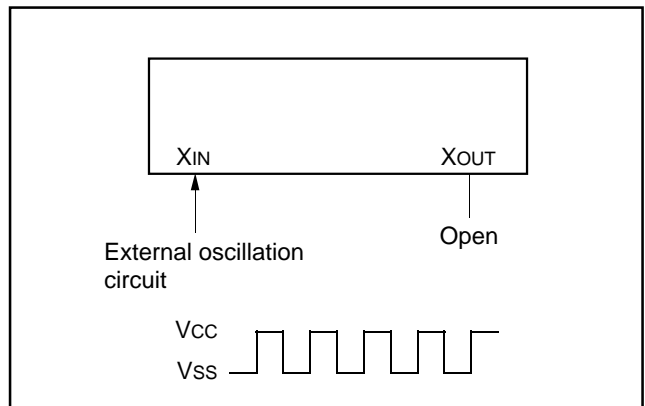 XIN XOUT
External oscillation
circuit
Open
VCC
VSS